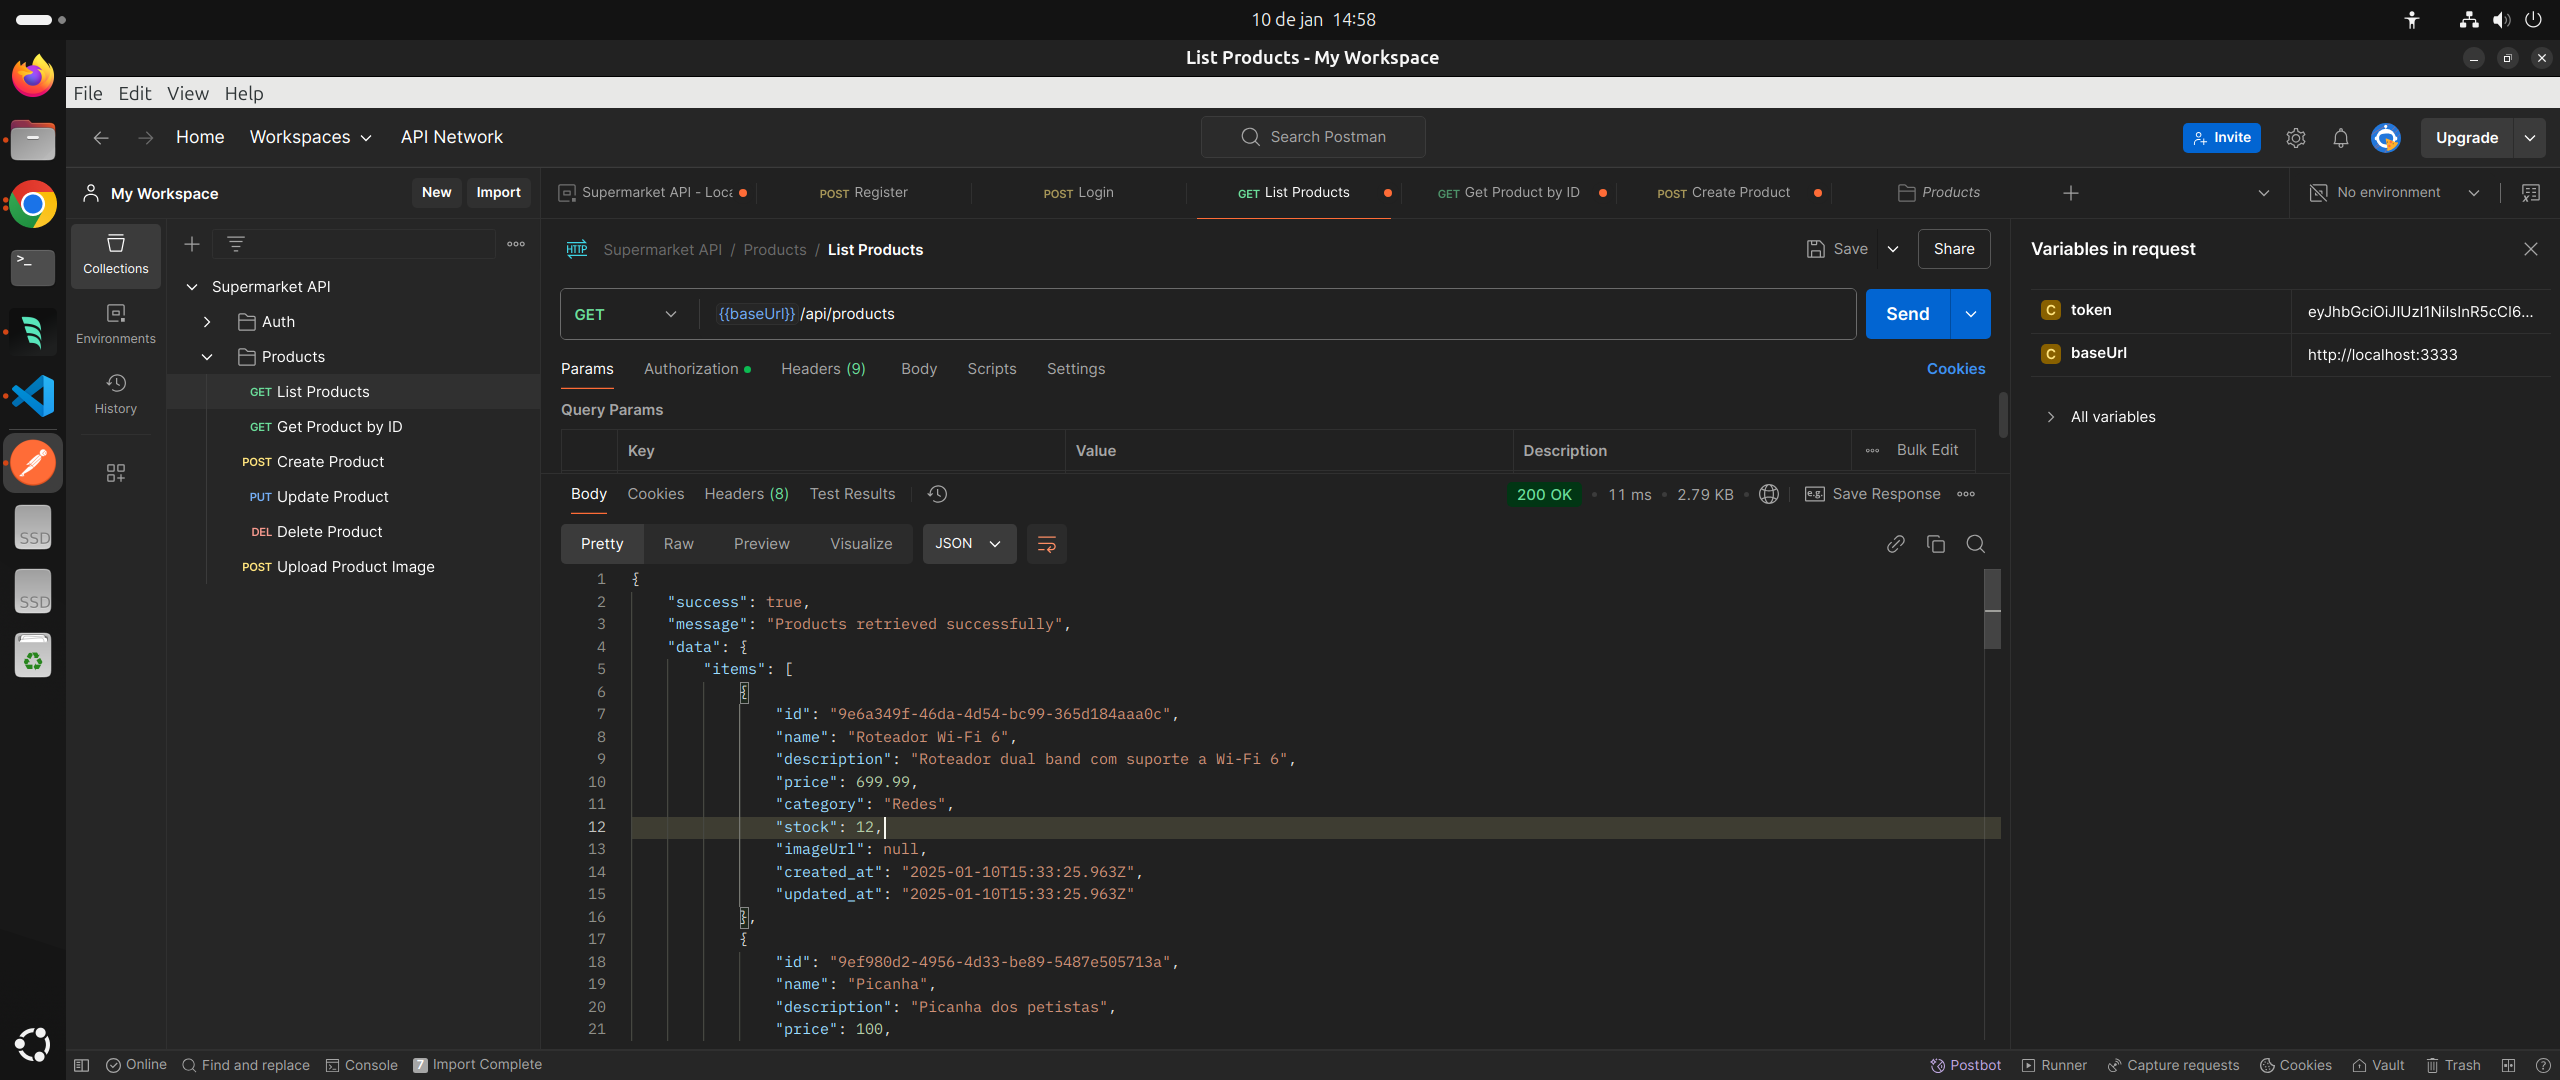 10 de jan 14:58
List Products - My Workspace
File Edit View Help
Home Workspaces API Network
Search Postman
Invite
Upgrade
My Workspace
New Import
Supermarket API - Loca
POST Register
POST Login
GET List Products
GET Get Product by ID
POST Create Product
Products
No environment
Collections
Environments
History
Supermarket API
Auth
Products
GET List Products
GET Get Product by ID
POST Create Product
PUT Update Product
DEL Delete Product
POST Upload Product Image
HTTP Supermarket API / Products / List Products
Save Share
GET {{baseUrl}} /api/products
Send
Params Authorization Headers (9) Body Scripts Settings Cookies
Query Params
Key Value Description Bulk Edit
Body Cookies Headers (8) Test Results
200 OK 11 ms 2.79 KB e.g. Save Response
Pretty Raw Preview Visualize JSON
1 {
2 "success": true,
3 "message": "Products retrieved successfully",
4 "data": {
5 "items": [
6 {
7 "id": "9e6a349f-46da-4d54-bc99-365d184aaa0c",
8 "name": "Roteador Wi-Fi 6",
9 "description": "Roteador dual band com suporte a Wi-Fi 6",
10 "price": 699.99,
11 "category": "Redes",
12 "stock": 12,
13 "imageUrl": null,
14 "created_at": "2025-01-10T15:33:25.963Z",
15 "updated_at": "2025-01-10T15:33:25.963Z"
16 },
17 {
18 "id": "9ef980d2-4956-4d33-be89-5487e505713a",
19 "name": "Picanha",
20 "description": "Picanha dos petistas",
21 "price": 100,
Variables in request
C token eyJhbGciOiJIUzI1NiIsInR5cCI6...
C baseUrl http://localhost:3333
All variables
SSD
SSD
Online Find and replace Console 7 Import Complete
Postbot Runner Capture requests Cookies Vault Trash